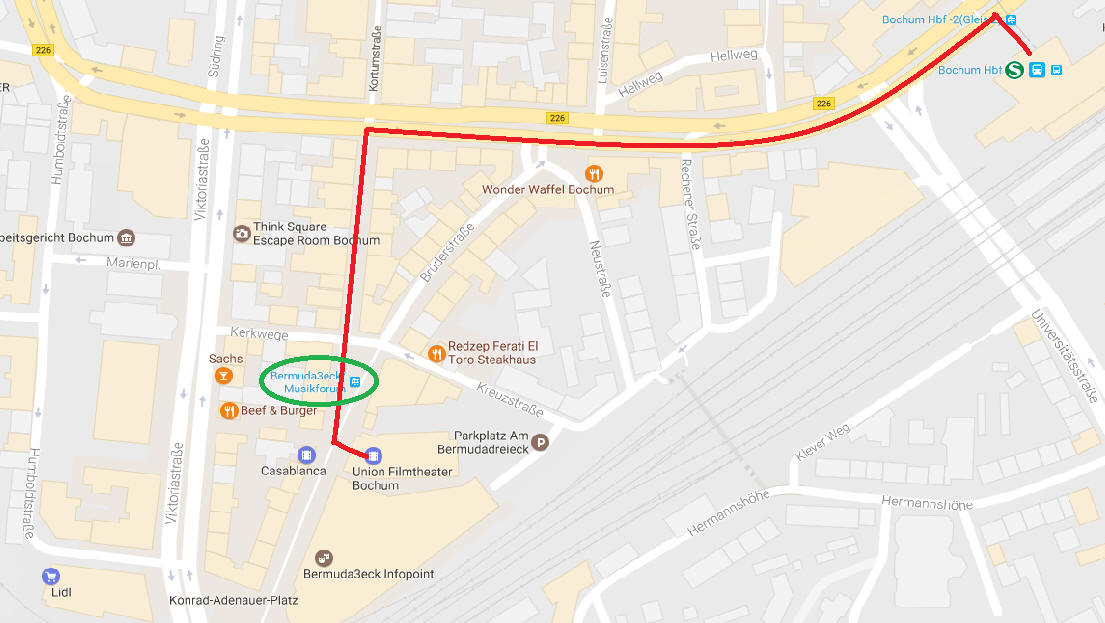 Bochum Hbf -2(Gleis
226
Südring
Kortumstraße
Luisenstraße
Hellweg
Hallweg
Bochum Hbf
S
ER
226
226
Humboldtstraße
Viktoriastraße
Wonder Waffel Bochum
Rechener Straße
Think Square
Escape Room Bochum
beitsgericht Bochum
Marienpl.
Brüderstraße
Neustraße
Kerkwege
Redzep Ferati El
Toro Steakhaus
Sachs
Bermuda3eck
Musikforum
Universitätsstraße
Kreuzstraße
Beef & Burger
Parkplatz Am
Bermudadreieck
P
Klever Weg
Casablanca
Union Filmtheater
Bochum
Humboldtstraße
Viktoriastraße
Hermannshöhe
Hermannshöhe
Bermuda3eck Infopoint
Lidl
Konrad-Adenauer-Platz